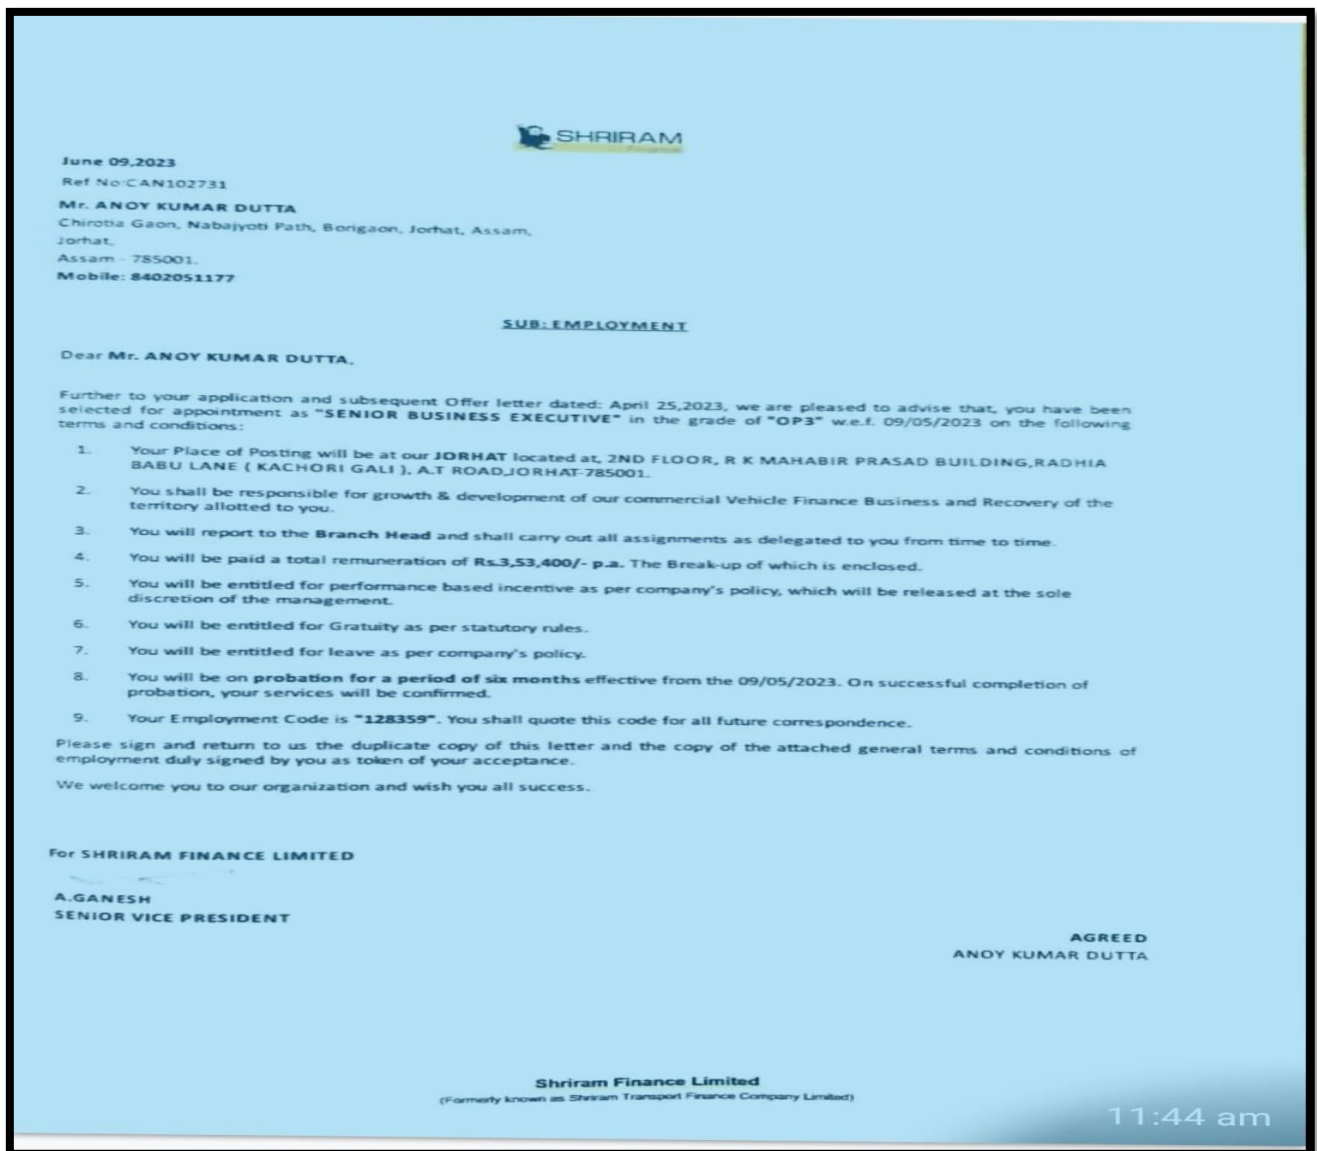 SHRIRAM
Finance
June 09,2023
Ref No:CAN102731
Mr. ANOY KUMAR DUTTA
Chirotia Gaon, Nabajyoti Path, Borigaon, Jorhat, Assam,
Jorhat,
Assam - 785001.
Mobile: 8402051177
SUB: EMPLOYMENT
Dear Mr. ANOY KUMAR DUTTA,
Further to your application and subsequent Offer letter dated: April 25,2023, we are pleased to advise that, you have been
selected for appointment as "SENIOR BUSINESS EXECUTIVE" in the grade of "OP3" w.e.f. 09/05/2023 on the following
terms and conditions:
1. Your Place of Posting will be at our JORHAT located at, 2ND FLOOR, R K MAHABIR PRASAD BUILDING,RADHIA
BABU LANE ( KACHORI GALI ), A.T ROAD,JORHAT-785001.
2. You shall be responsible for growth & development of our commercial Vehicle Finance Business and Recovery of the
territory allotted to you.
3. You will report to the Branch Head and shall carry out all assignments as delegated to you from time to time.
4. You will be paid a total remuneration of Rs.3,53,400/- p.a. The Break-up of which is enclosed.
5. You will be entitled for performance based incentive as per company's policy, which will be released at the sole
discretion of the management.
6. You will be entitled for Gratuity as per statutory rules.
7. You will be entitled for leave as per company's policy.
8. You will be on probation for a period of six months effective from the 09/05/2023. On successful completion of
probation, your services will be confirmed.
9. Your Employment Code is "128359". You shall quote this code for all future correspondence.
Please sign and return to us the duplicate copy of this letter and the copy of the attached general terms and conditions of
employment duly signed by you as token of your acceptance.
We welcome you to our organization and wish you all success.
For SHRIRAM FINANCE LIMITED
A.GANESH
SENIOR VICE PRESIDENT
AGREED
ANOY KUMAR DUTTA
Shriram Finance Limited
(Formerly known as Shriram Transport Finance Company Limited)
11:44 am